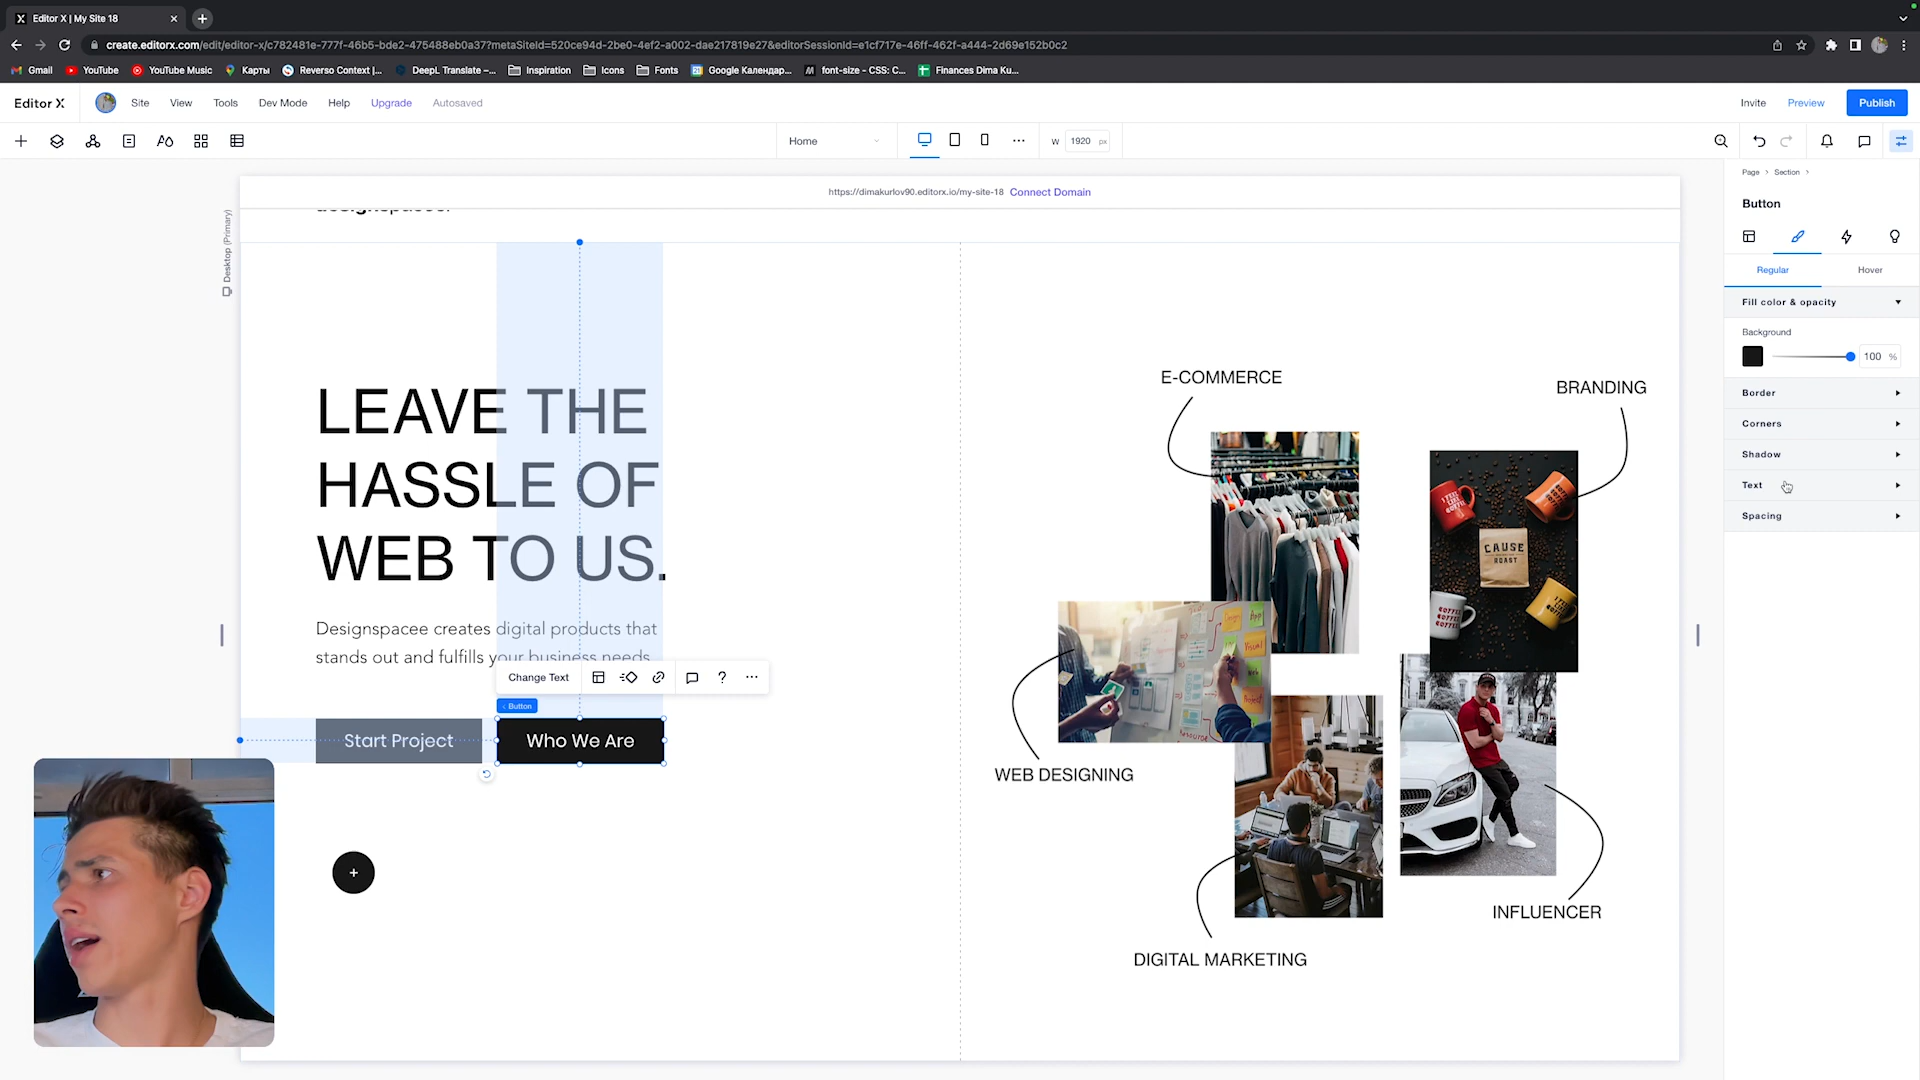 Editor X | My Site 18
create.editorx.com/edit/editor-x/c782481e-777f-46b5-bde2-475488eb0a37?metaSiteId=520ce94d-2be0-4ef2-a002-dae217819e27&editorSessionId=e1cf717e-46ff-462f-a444-2d69e152b0c2
Gmail YouTube YouTube Music Карты Reverso Context |... DeepL Translate –... Inspiration Icons Fonts Google Календар... font-size - CSS: C... Finances Dima Ku...
Editor X Site View Tools Dev Mode Help Upgrade Autosaved Invite Preview Publish
Home W 1920 px
https://dimakurlov90.editorx.io/my-site-18 Connect Domain
Desktop (Primary)
LEAVE THE
HASSLE OF
WEB TO US.
Designspacee creates digital products that
stands out and fulfills your business needs
Change Text
Button
Start Project
Who We Are
E-COMMERCE
BRANDING
CAUSE
ROAST
WEB DESIGNING
INFLUENCER
DIGITAL MARKETING
Page > Section >
Button
Regular Hover
Fill color & opacity
Background
100 %
Border
Corners
Shadow
Text
Spacing